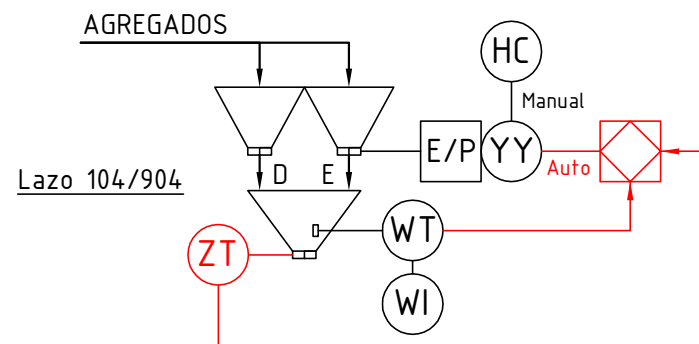 AGREGADOS
HC
Manual
E/P
YY
Auto
D
E
Lazo 104/904
WT
ZT
WI